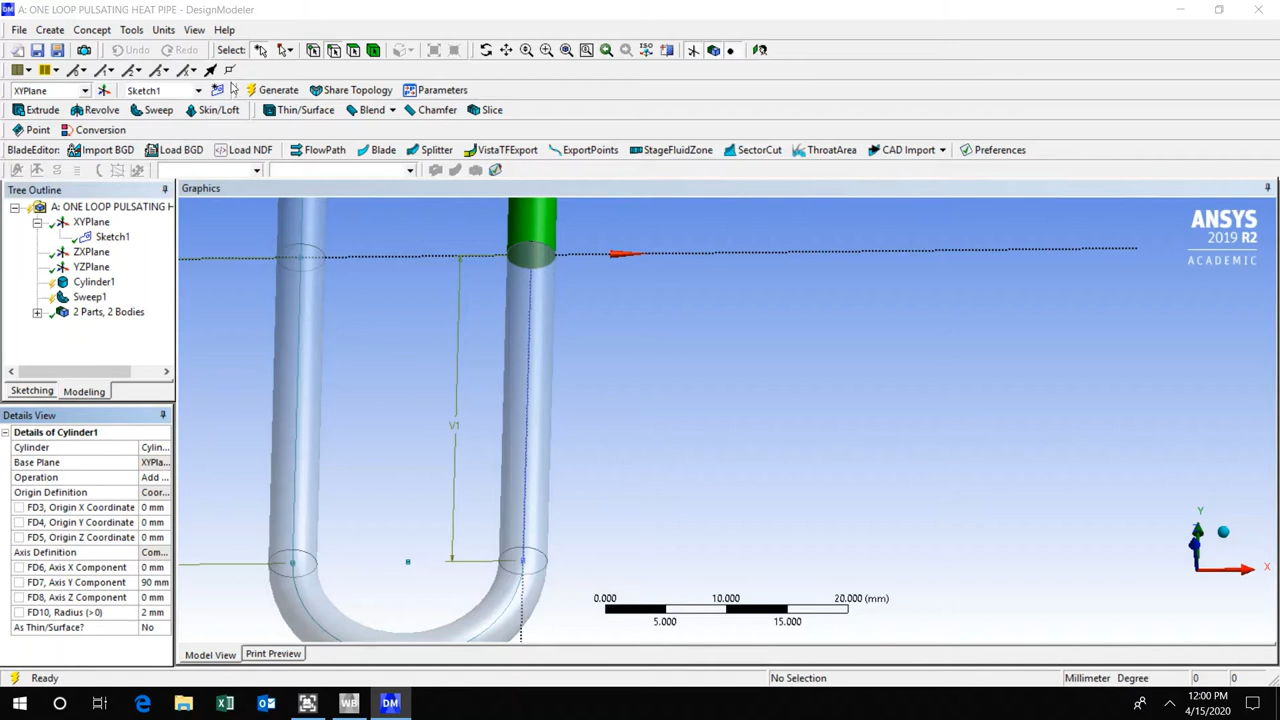 A: ONE LOOP PULSATING HEAT PIPE - DesignModeler
File Create Concept Tools Units View Help
Undo Redo Select:
XYPlane Sketch1 Generate Share Topology Parameters
Extrude Revolve Sweep Skin/Loft Thin/Surface Blend Chamfer Slice
Point Conversion
BladeEditor: Import BGD Load BGD Load NDF FlowPath Blade Splitter VistaTFExport ExportPoints StageFluidZone SectorCut ThroatArea CAD Import Preferences
Tree Outline
Graphics
A: ONE LOOP PULSATING HE
XYPlane
Sketch1
ZXPlane
YZPlane
Cylinder1
Sweep1
2 Parts, 2 Bodies
Sketching Modeling
Details View
Details of Cylinder1
Cylinder Cylin...
Base Plane XYPla...
Operation Add ...
Origin Definition Coor...
FD3, Origin X Coordinate 0 mm
FD4, Origin Y Coordinate 0 mm
FD5, Origin Z Coordinate 0 mm
Axis Definition Com...
FD6, Axis X Component 0 mm
FD7, Axis Y Component 90 mm
FD8, Axis Z Component 0 mm
FD10, Radius (>0) 2 mm
As Thin/Surface? No
ANSYS
2019 R2
ACADEMIC
V1
Y
X
0.000 10.000 20.000 (mm)
5.000 15.000
Model View Print Preview
Ready No Selection Millimeter Degree 0 0
WB DM
12:00 PM
4/15/2020